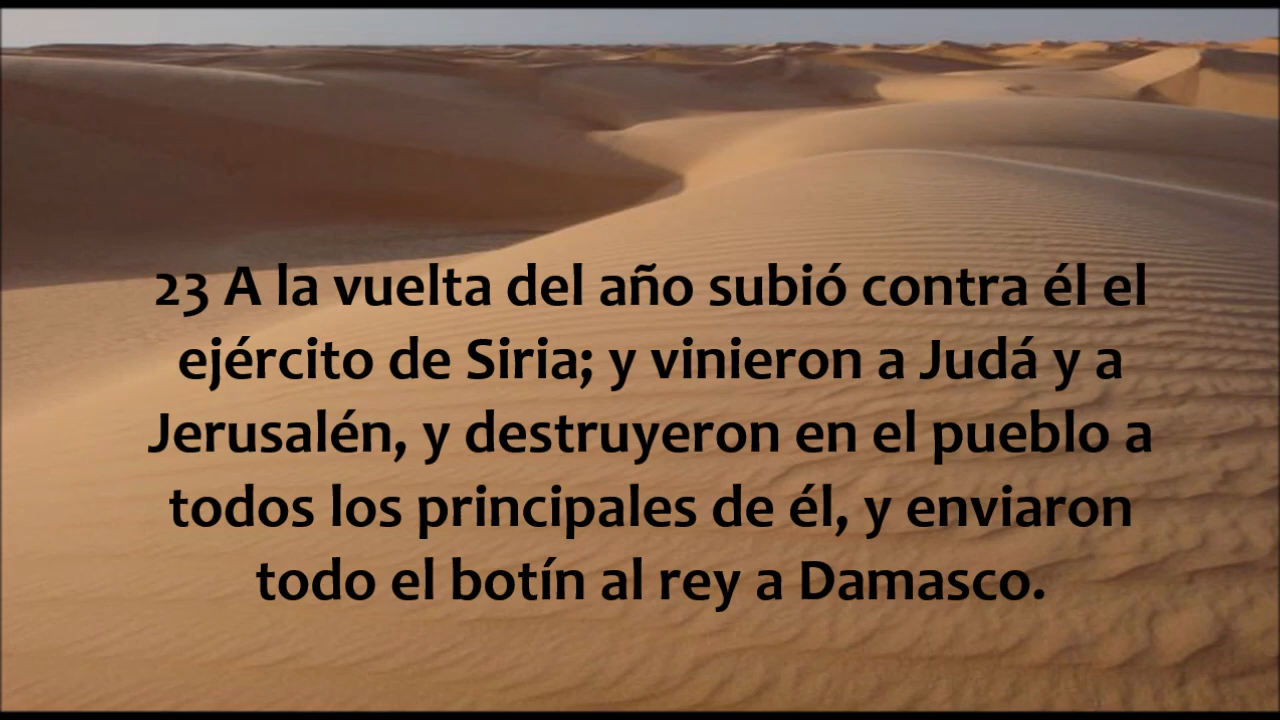 23 A la vuelta del año subió contra él el
ejército de Siria; y vinieron a Judá y a
Jerusalén, y destruyeron en el pueblo a
todos los principales de él, y enviaron
todo el botín al rey a Damasco.